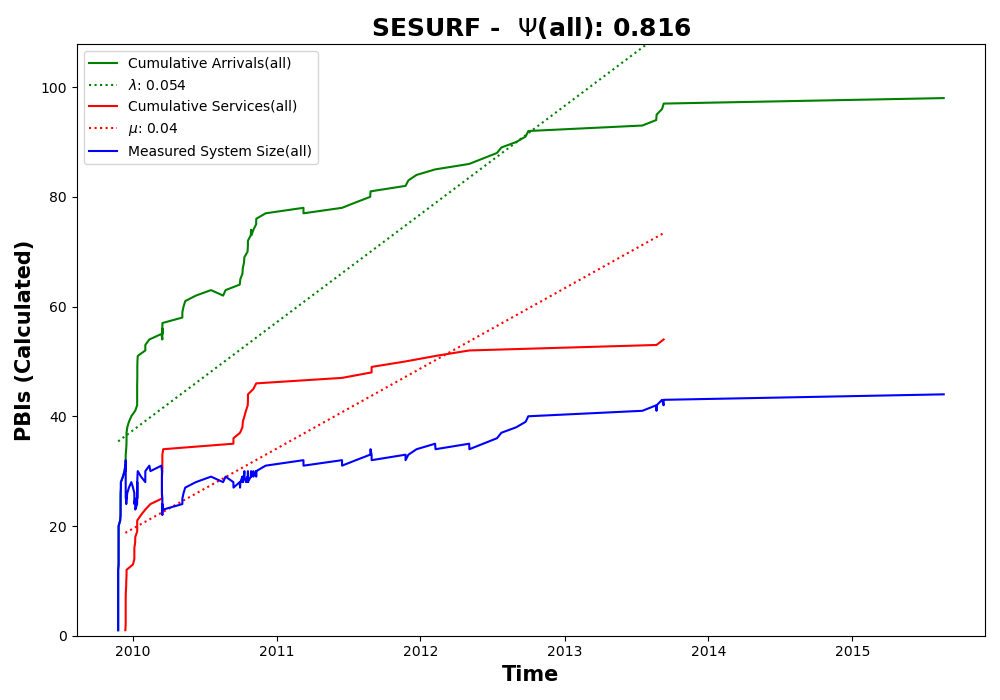 SESURF - Ψ(all): 0.816
Cumulative Arrivals(all)
λ: 0.054
Cumulative Services(all)
μ: 0.04
Measured System Size(all)
PBIs (Calculated)
100
80
60
40
20
0
2010 2011 2012 2013 2014 2015
Time